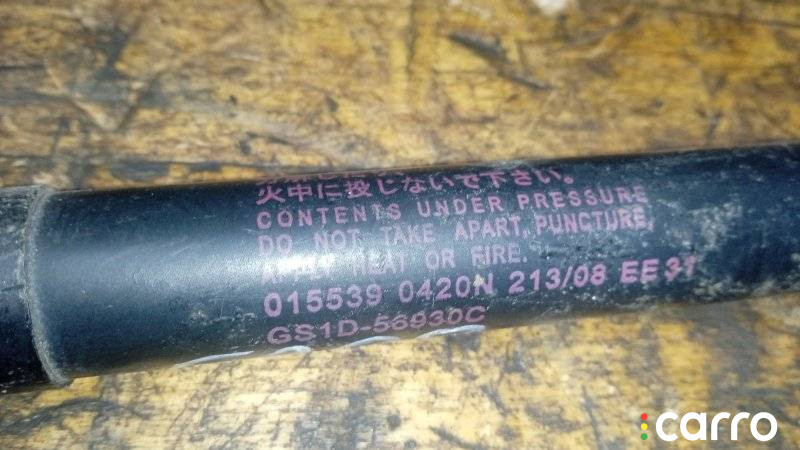 火中に投じないで下さい。
CONTENTS UNDER PRESSURE
DO NOT TAKE APART, PUNCTURE,
APPLY HEAT OR FIRE.
015539 0420N 213/08 EE31
GS1D-56930C
carro